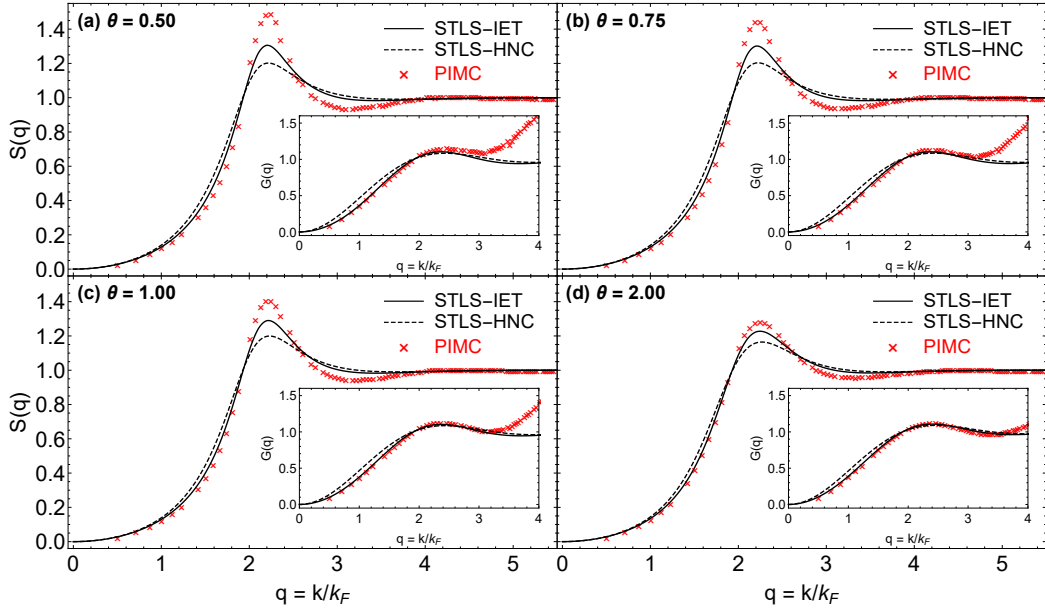 (a) θ = 0.50
STLS−IET
STLS−HNC
PIMC
S(q)
1.4
1.2
1.0
0.8
0.6
0.4
0.2
0.0
G(q)
1.5
1.0
0.5
0.0
0 1 2 3 4
q = k/k_F
(b) θ = 0.75
STLS−IET
STLS−HNC
PIMC
G(q)
1.5
1.0
0.5
0.0
0 1 2 3 4
q = k/k_F
(c) θ = 1.00
STLS−IET
STLS−HNC
PIMC
S(q)
1.4
1.2
1.0
0.8
0.6
0.4
0.2
0.0
G(q)
1.5
1.0
0.5
0.0
0 1 2 3 4
q = k/k_F
0 1 2 3 4 5
q = k/k_F
(d) θ = 2.00
STLS−IET
STLS−HNC
PIMC
G(q)
1.5
1.0
0.5
0.0
0 1 2 3 4
q = k/k_F
0 1 2 3 4 5
q = k/k_F